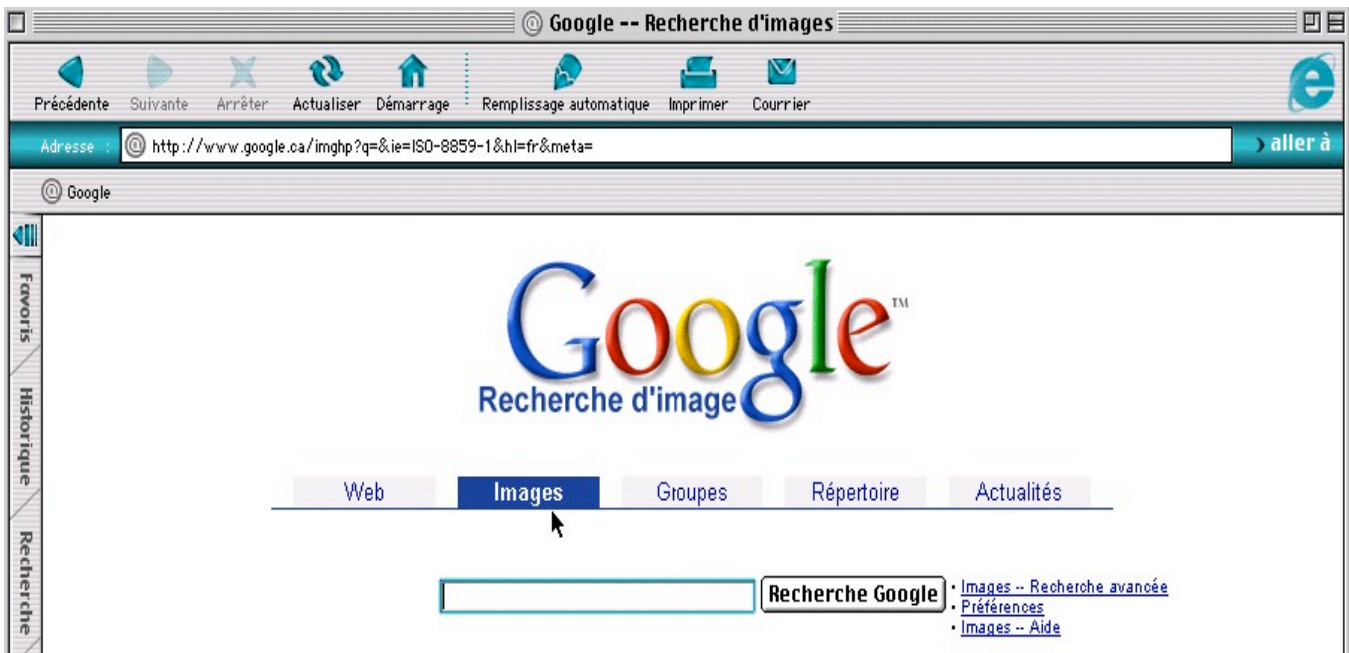 Google -- Recherche d'images
Précédente Suivante Arrêter Actualiser Démarrage Remplissage automatique Imprimer Courrier
Adresse : http://www.google.ca/imghp?q=&ie=ISO-8859-1&hl=fr&meta= aller à
Google
Favoris
Historique
Recherche
Google™
Recherche d'image
Web Images Groupes Répertoire Actualités
Recherche Google
• Images -- Recherche avancée
• Préférences
• Images -- Aide